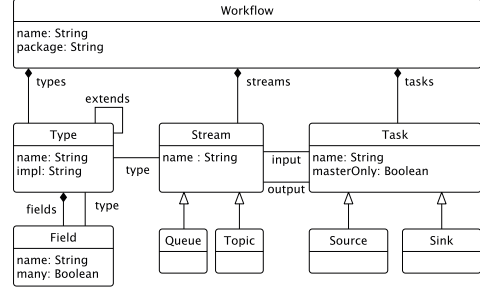 Workflow
name: String
package: String
types
streams
tasks
extends
Type
name: String
impl: String
type
Stream
name : String
input
output
Task
name: String
masterOnly: Boolean
fields
type
Field
name: String
many: Boolean
Queue
Topic
Source
Sink